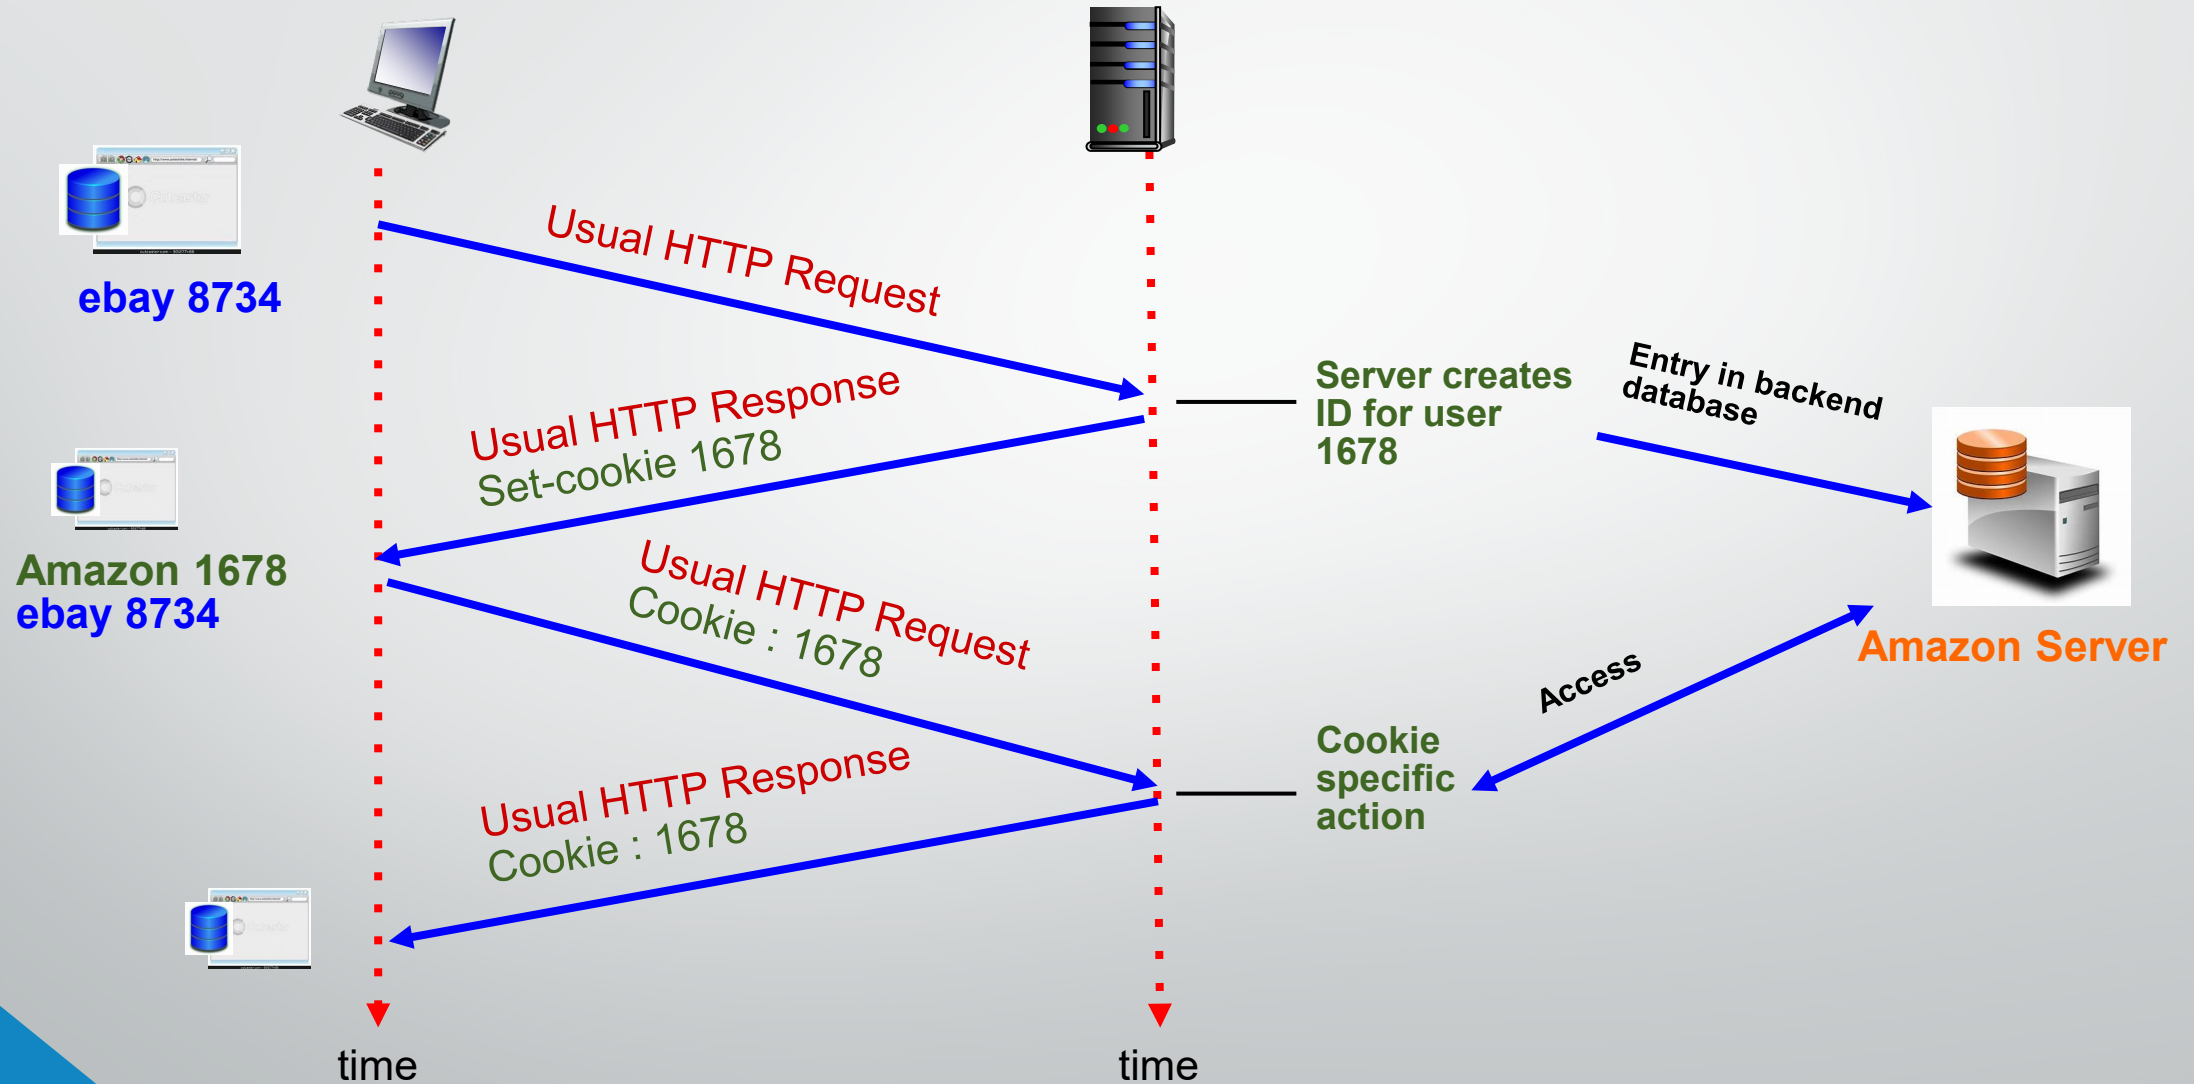 ebay 8734
Usual HTTP Request
Usual HTTP Response
Set-cookie 1678
Server creates
ID for user
1678
Entry in backend
database
Amazon 1678
ebay 8734
Usual HTTP Request
Cookie : 1678
Amazon Server
Access
Usual HTTP Response
Cookie : 1678
Cookie
specific
action
time
time